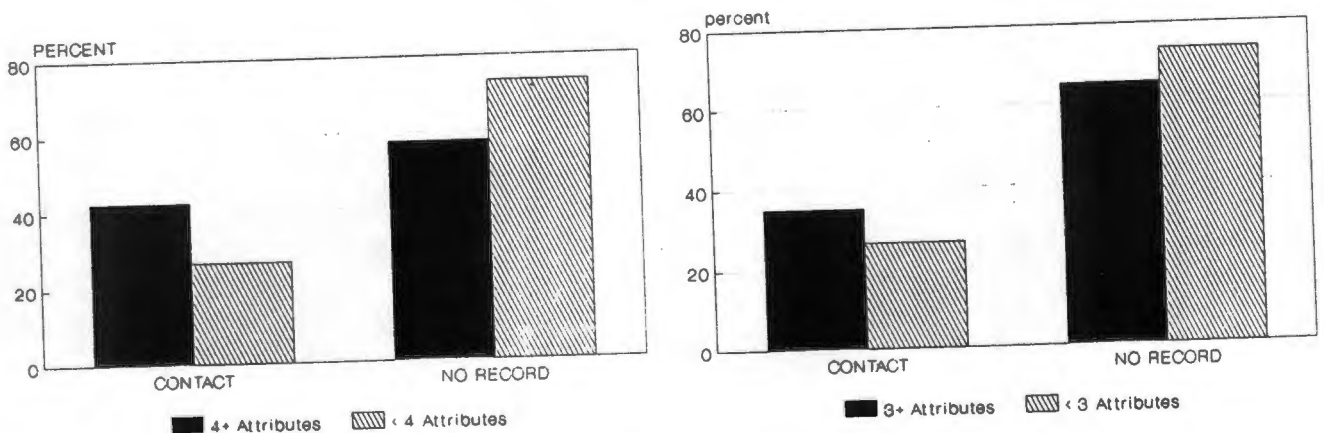 PERCENT
80
60
40
20
0
CONTACT
NO RECORD
4+ Attributes
< 4 Attributes
percent
80
60
40
20
0
CONTACT
NO RECORD
3+ Attributes
< 3 Attributes